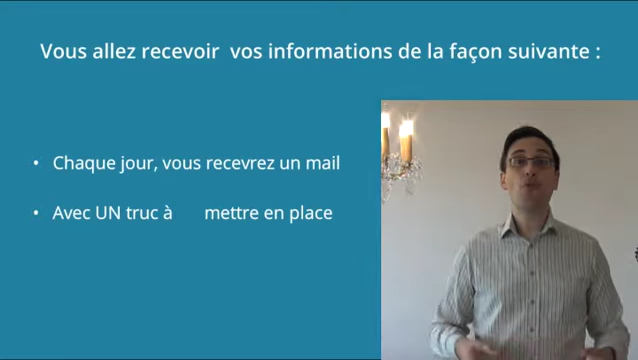 Vous allez recevoir vos informations de la façon suivante :
• Chaque jour, vous recevrez un mail
• Avec UN truc à mettre en place